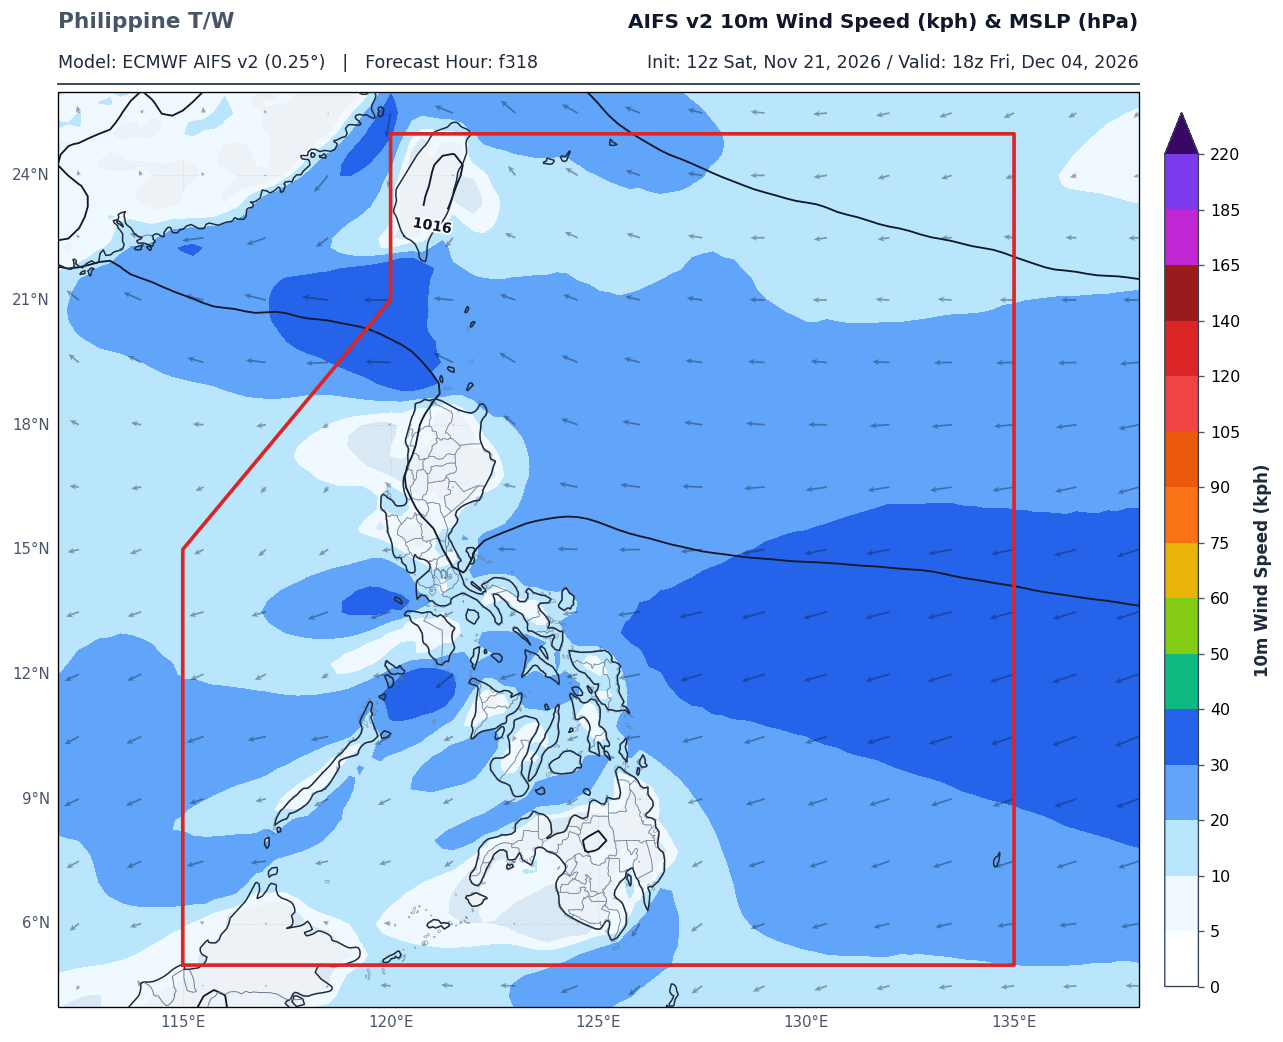 Philippine T/W
AIFS v2 10m Wind Speed (kph) & MSLP (hPa)
Model: ECMWF AIFS v2 (0.25°) | Forecast Hour: f318
Init: 12z Sat, Nov 21, 2026 / Valid: 18z Fri, Dec 04, 2026
24°N
21°N
18°N
15°N
12°N
9°N
6°N
115°E
120°E
125°E
130°E
135°E
1016
220
185
165
140
120
105
90
75
60
50
40
30
20
10
5
0
10m Wind Speed (kph)